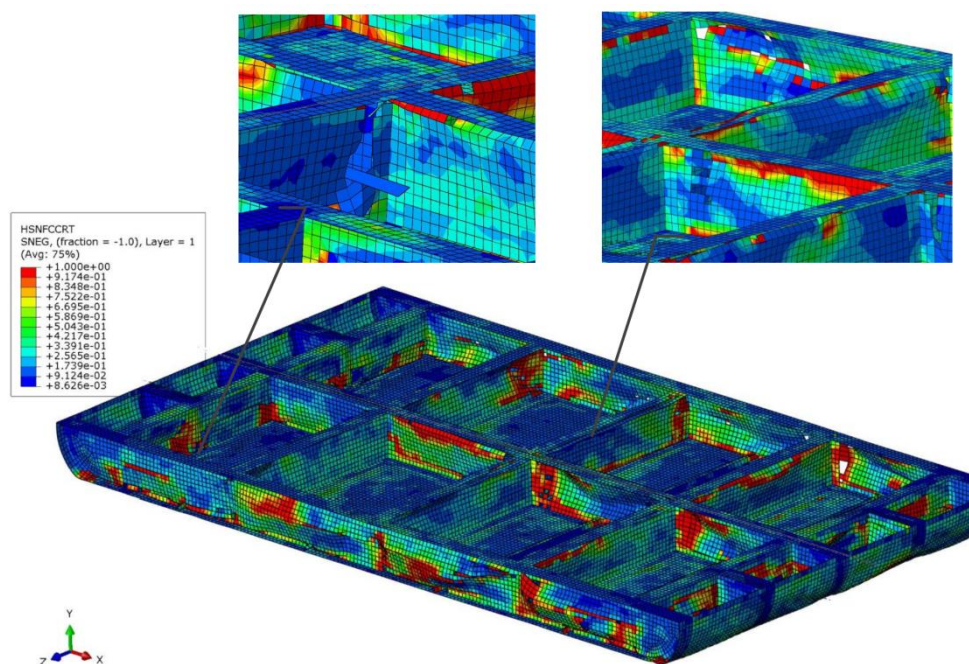 HSNFCCRT
SNEG, (fraction = -1.0), Layer = 1
(Avg: 75%)
+1.000e+00
+9.174e-01
+8.348e-01
+7.522e-01
+6.695e-01
+5.869e-01
+5.043e-01
+4.217e-01
+3.391e-01
+2.565e-01
+1.739e-01
+9.124e-02
+8.626e-03
Y
Z X